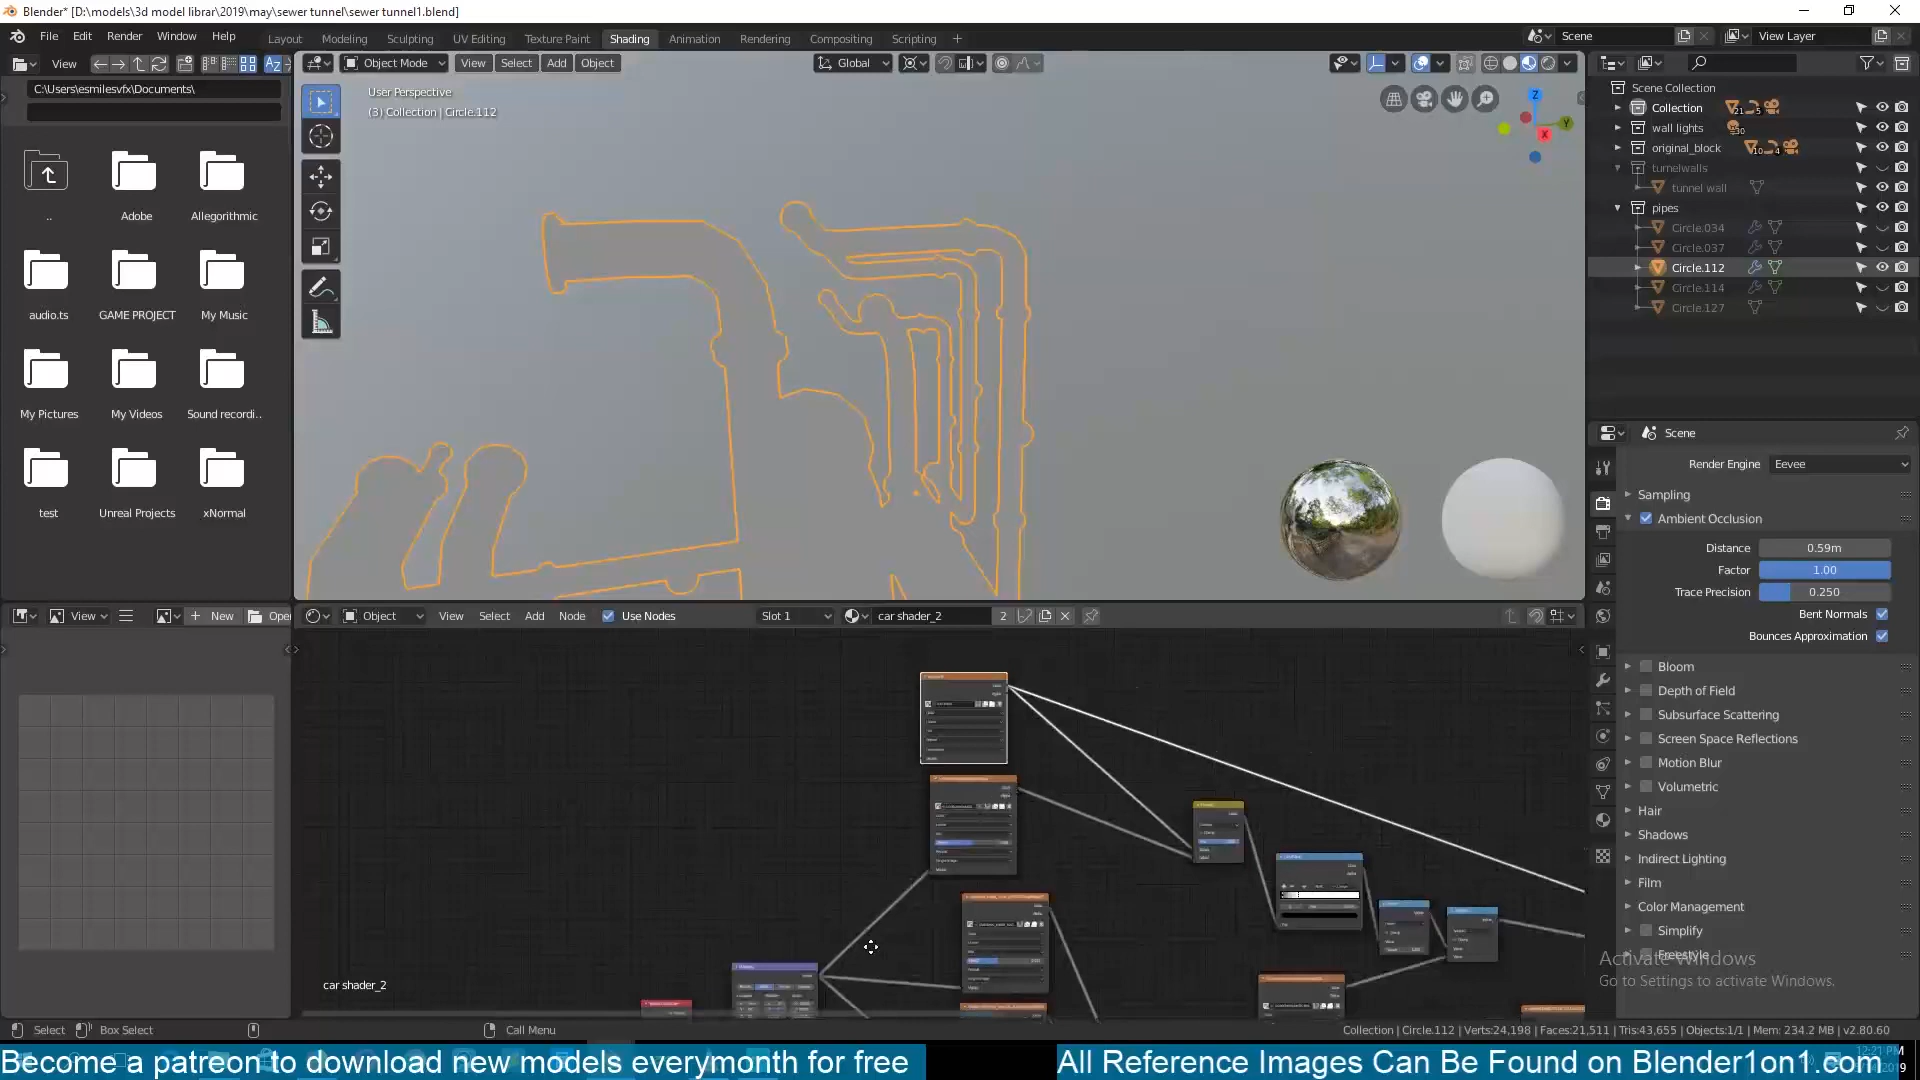 Blender* [D:\models\3d model librar\2019\may\sewer tunnel\sewer tunnel1.blend]
File Edit Render Window Help
Layout Modeling Sculpting UV Editing Texture Paint Shading Animation Rendering Compositing Scripting +
Scene
View Layer
View
Object Mode View Select Add Object
Global
C:\Users\esmilesvfx\Documents\
User Perspective
(3) Collection | Circle.112
..
Adobe
Allegorithmic
audio.ts
GAME PROJECT
My Music
My Pictures
My Videos
Sound recordi..
test
Unreal Projects
xNormal
Z
Y
X
Scene Collection
Collection 21 5
wall lights 30
original_block 10 4
tunnelwalls
tunnel wall
pipes
Circle.034
Circle.037
Circle.112
Circle.114
Circle.127
Scene
Render Engine Eevee
Sampling
Ambient Occlusion
Distance 0.59m
Factor 1.00
Trace Precision 0.250
Bent Normals
Bounces Approximation
Bloom
Depth of Field
Subsurface Scattering
Screen Space Reflections
Motion Blur
Volumetric
Hair
Shadows
Indirect Lighting
Film
Color Management
Simplify
Freestyle
Activate Windows
Go to Settings to activate Windows.
View
New
Open
Object View Select Add Node Use Nodes Slot 1 car shader_2 2
car shader_2
Select Box Select Call Menu
Collection | Circle.112 | Verts:24,198 | Faces:21,511 | Tris:43,655 | Objects:1/1 | Mem: 234.2 MB | v2.80.60
Become a patreon to download new models everymonth for free
All Reference Images Can Be Found on Blender1on1.com